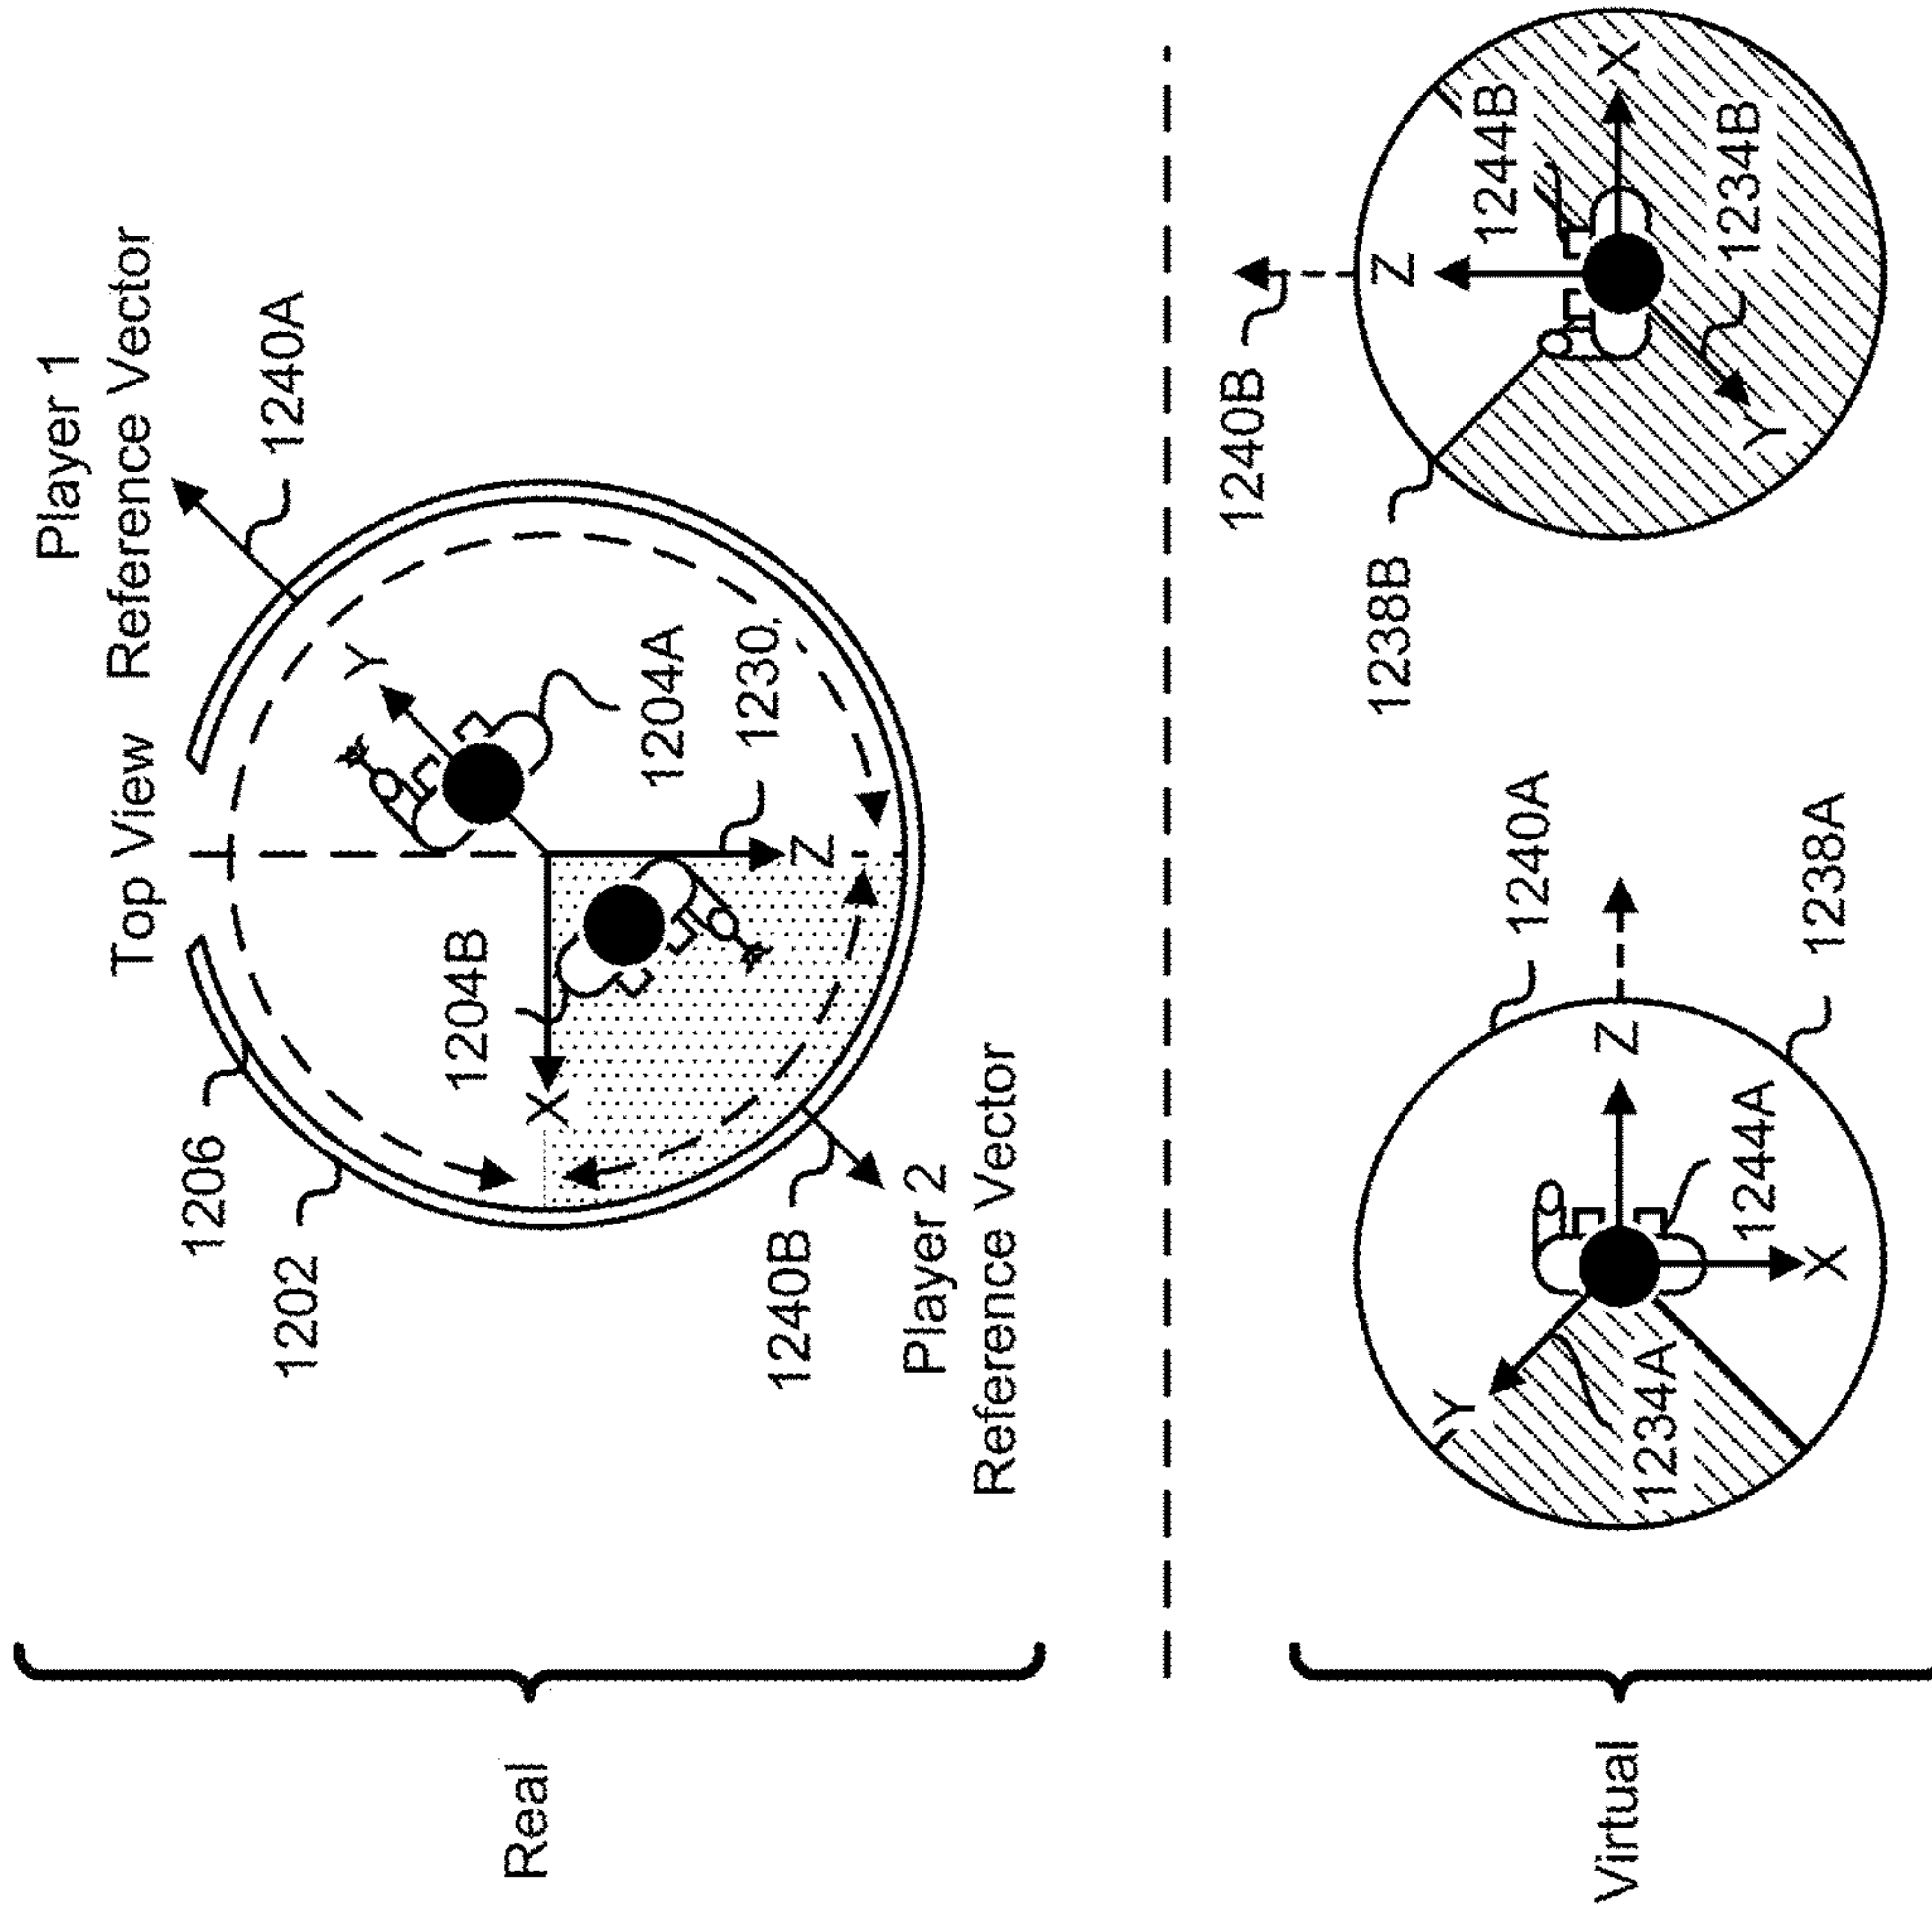 Top View
Player 1
Reference Vector
1240A
1206
1202
Y
1204B
1204A
X
1230
Z
1240B
Player 2
Reference Vector
Real
1240B
1240A
1238B
Z
1244B
X
Y
1234B
Y
Z
1234A
1244A
X
1238A
Virtual